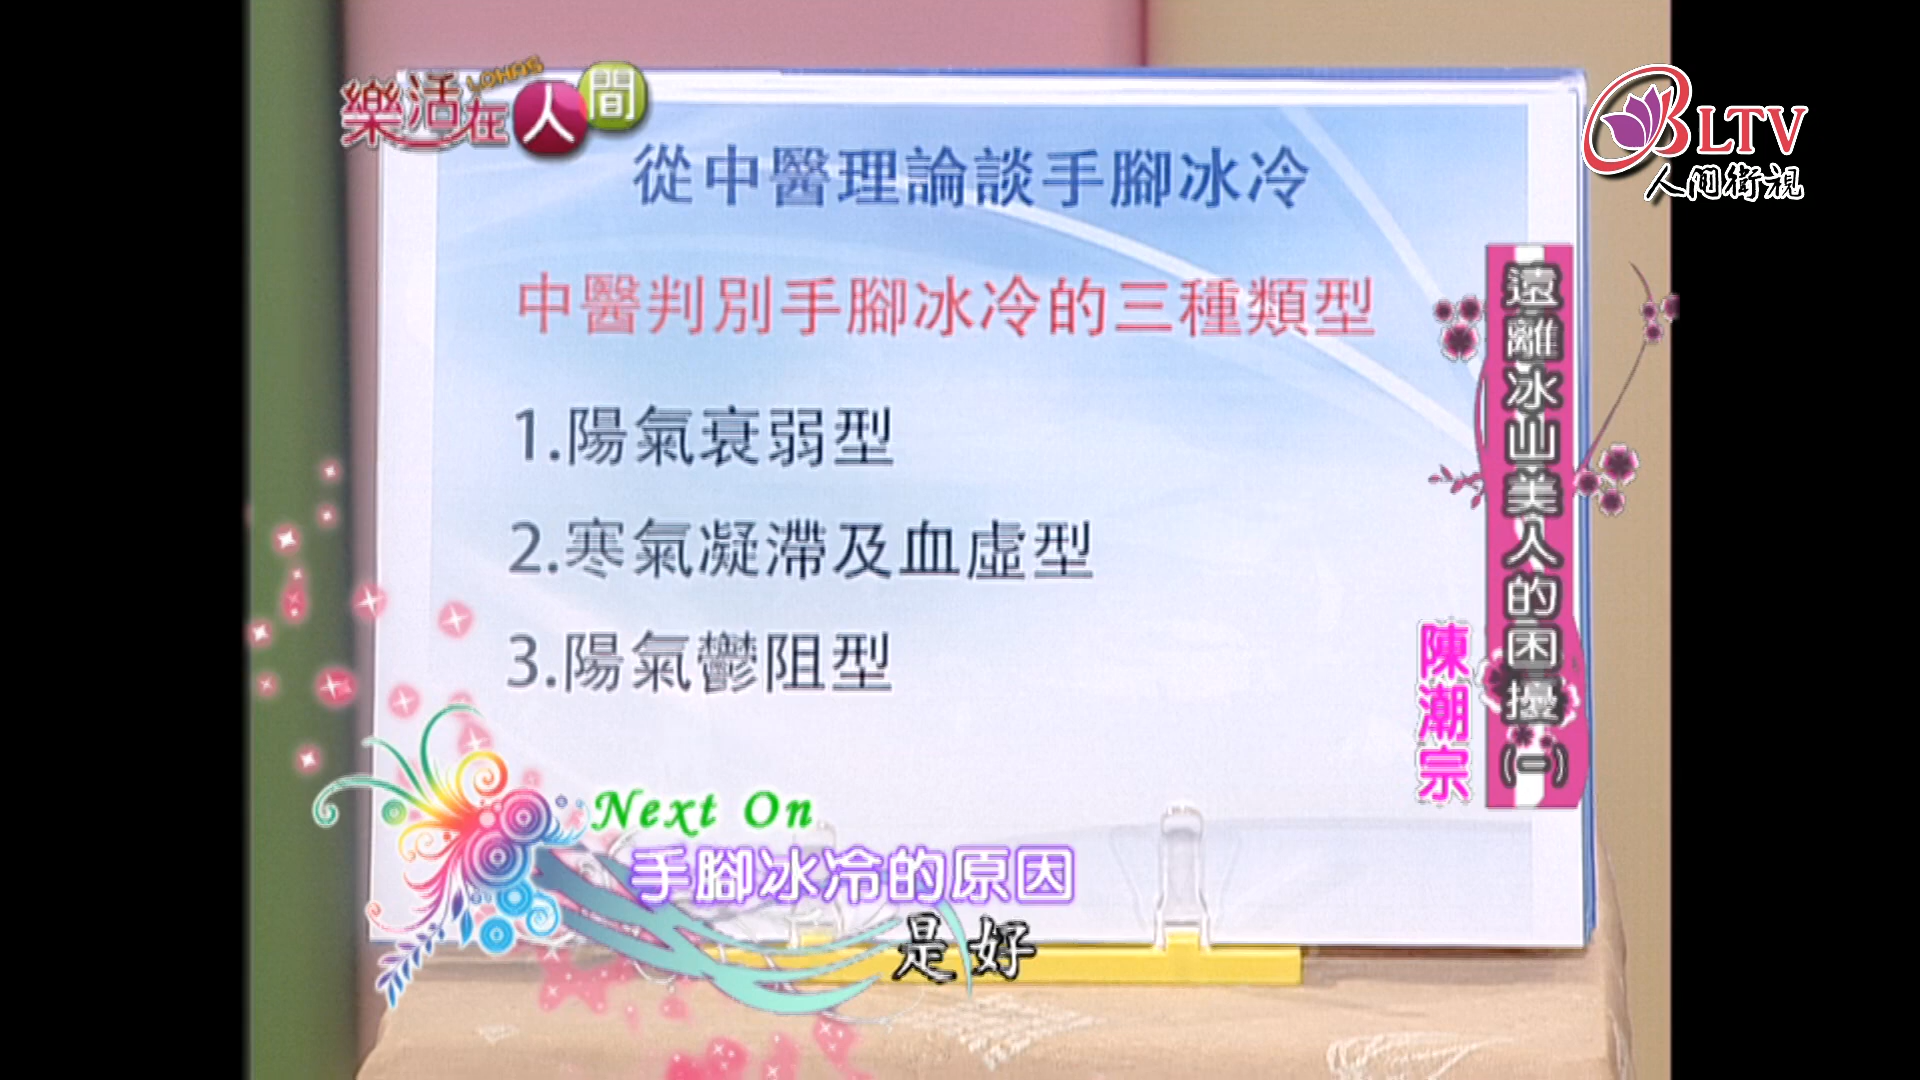 樂活在人間
LOHAS
BLTV
人間衛視
從中醫理論談手腳冰冷
中醫判別手腳冰冷的三種類型
1.陽氣衰弱型
2.寒氣凝滯及血虛型
3.陽氣鬱阻型
遠離冰山美人的困擾(一)
陳潮宗
Next On
手腳冰冷的原因
是好